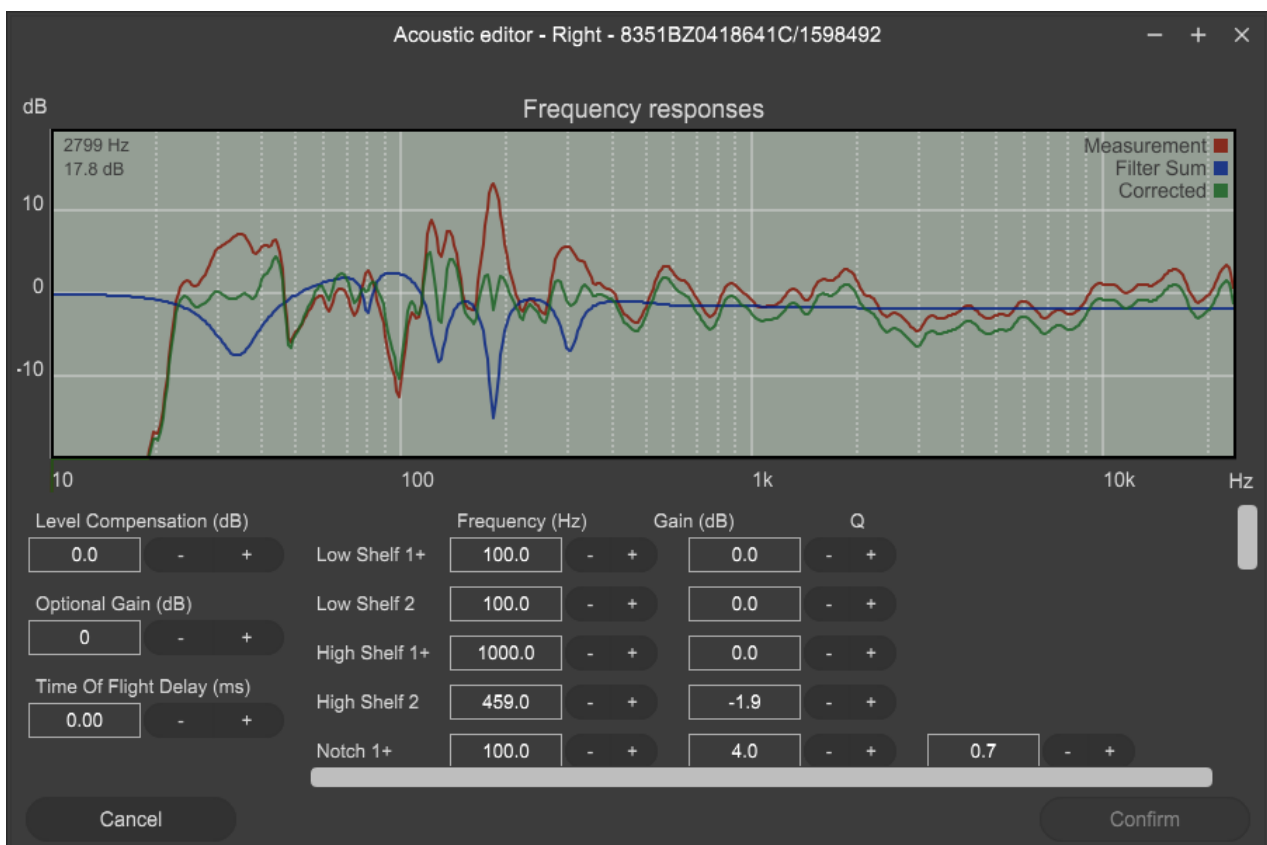 Acoustic editor - Right - 8351BZ0418641C/1598492
dB
Frequency responses
2799 Hz
17.8 dB
Measurement
Filter Sum
Corrected
10
0
-10
10 100 1k 10k Hz
Level Compensation (dB)
0.0 - +
Optional Gain (dB)
0 - +
Time Of Flight Delay (ms)
0.00 - +
Frequency (Hz) Gain (dB) Q
Low Shelf 1+ 100.0 - + 0.0 - +
Low Shelf 2 100.0 - + 0.0 - +
High Shelf 1+ 1000.0 - + 0.0 - +
High Shelf 2 459.0 - + -1.9 - +
Notch 1+ 100.0 - + 4.0 - + 0.7 - +
Cancel
Confirm